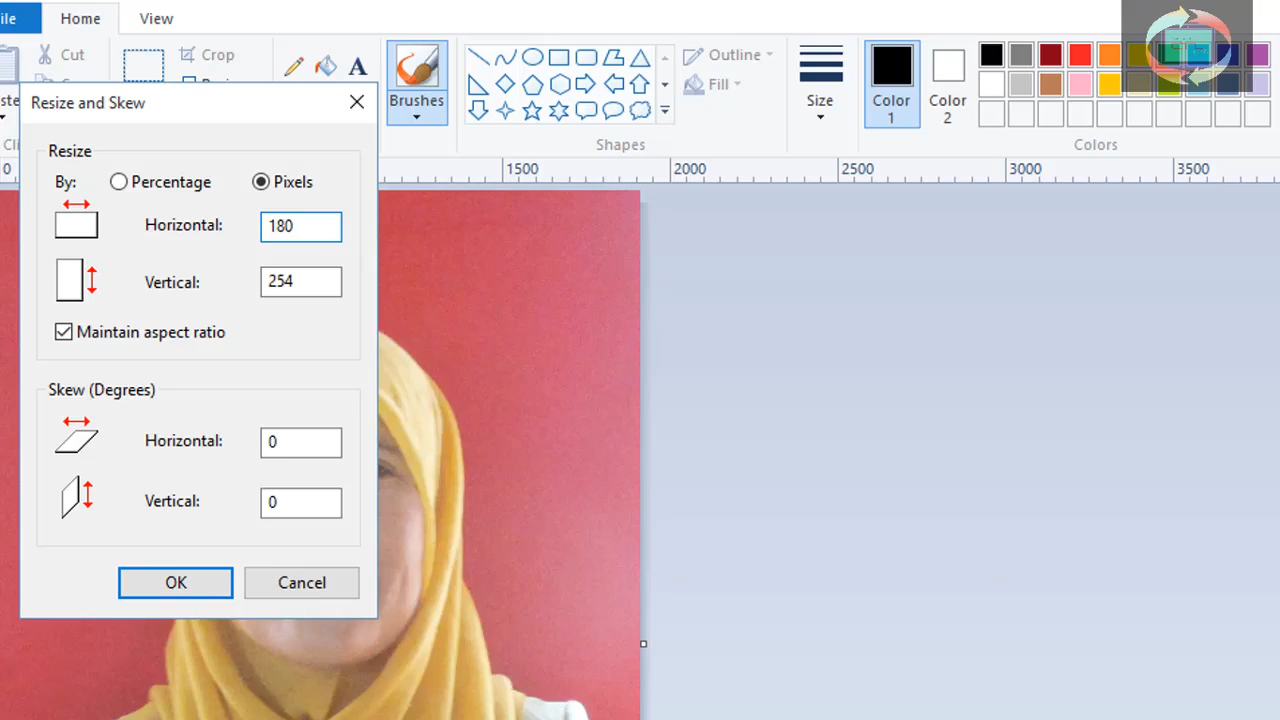 ile
Home
View
Cut
Crop
ste
Cli
Brushes
Outline
Fill
Shapes
Size
Color
1
Color
2
Colors
0
1500
2000
2500
3000
3500
Resize and Skew
Resize
By:
Percentage
Pixels
Horizontal:
180
Vertical:
254
Maintain aspect ratio
Skew (Degrees)
Horizontal:
0
Vertical:
0
OK
Cancel